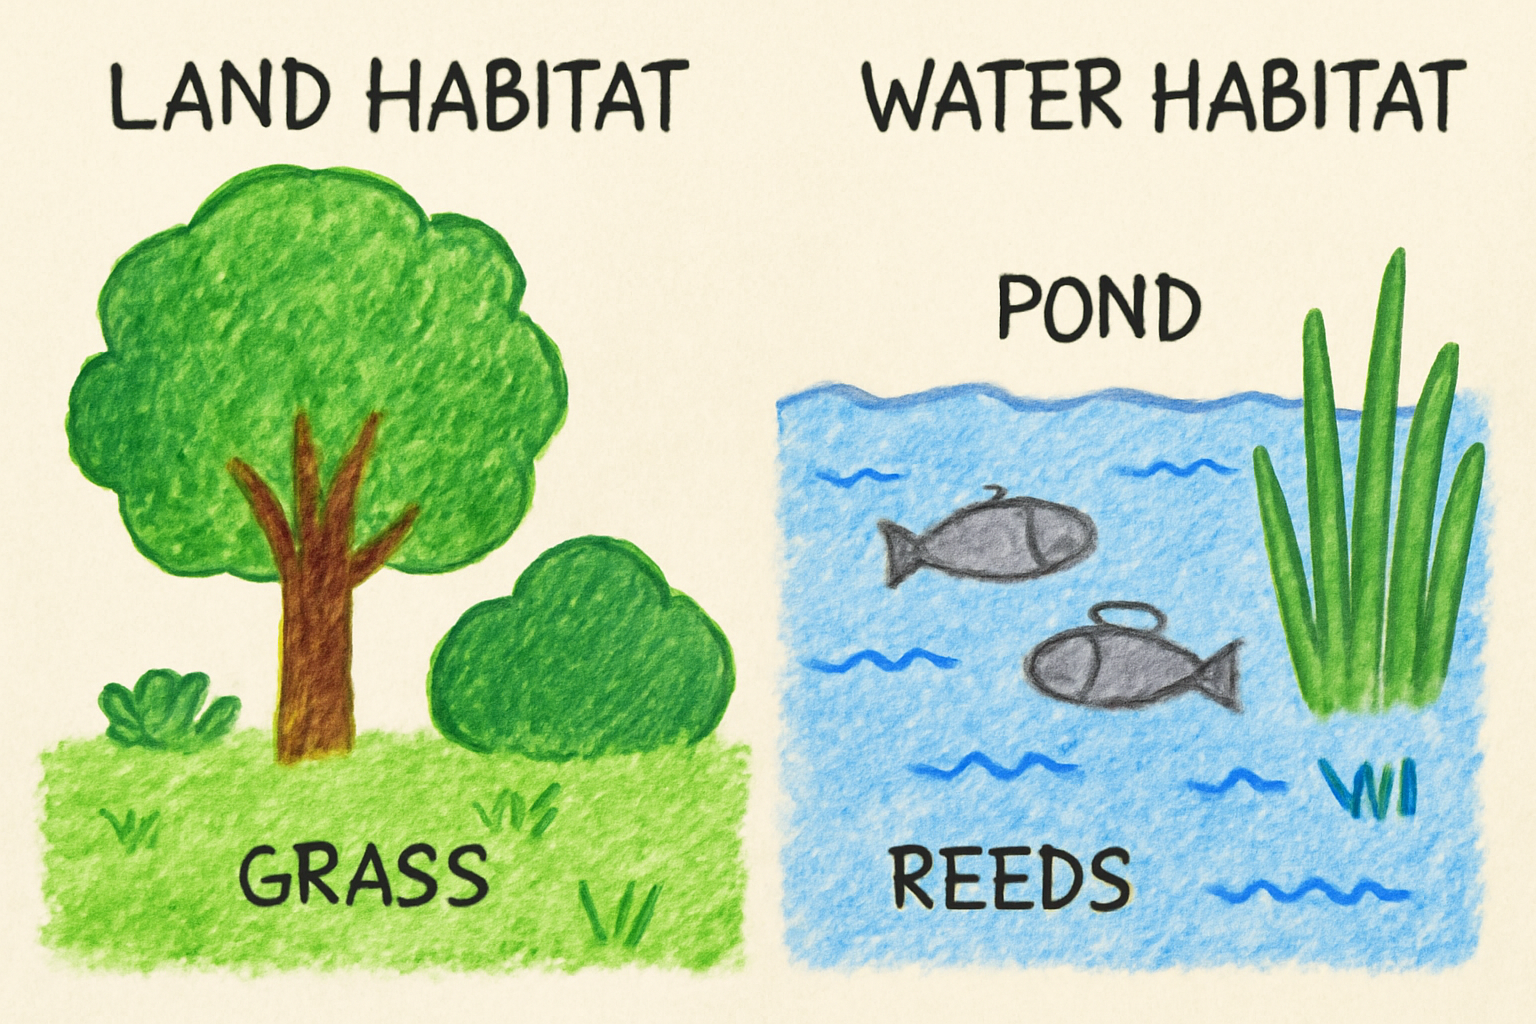 LAND HABITAT
GRASS
WATER HABITAT
POND
REEDS